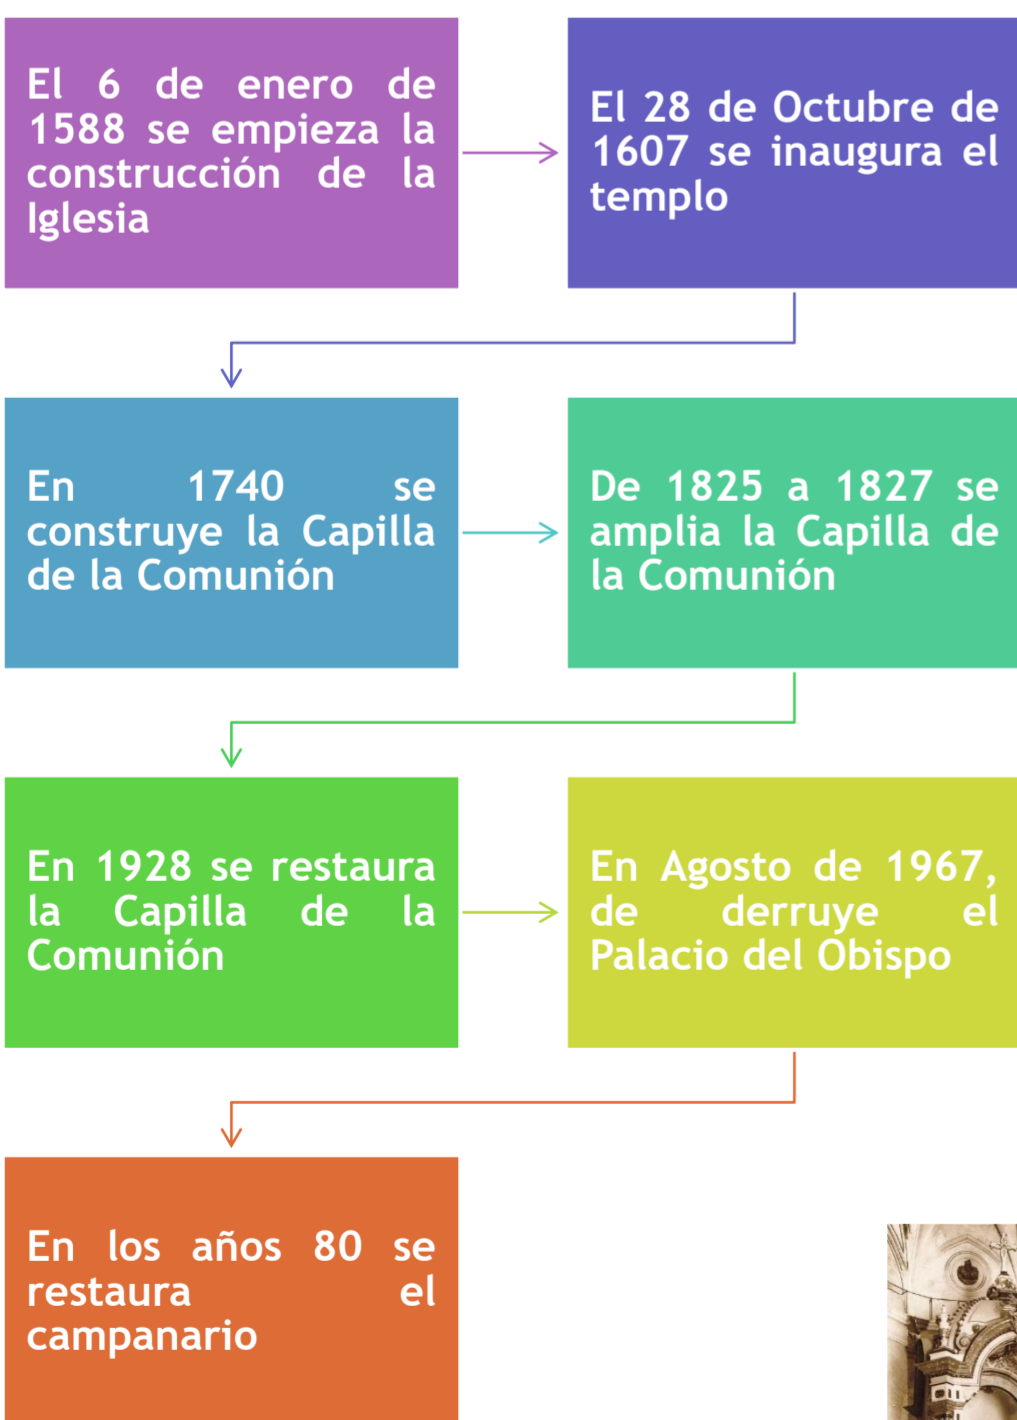 El 6 de enero de
1588 se empieza la
construcción de la
Iglesia
El 28 de Octubre de
1607 se inaugura el
templo
En 1740 se
construye la Capilla
de la Comunión
De 1825 a 1827 se
amplia la Capilla de
la Comunión
En 1928 se restaura
la Capilla de la
Comunión
En Agosto de 1967,
de derruye el
Palacio del Obispo
En los años 80 se
restaura el
campanario